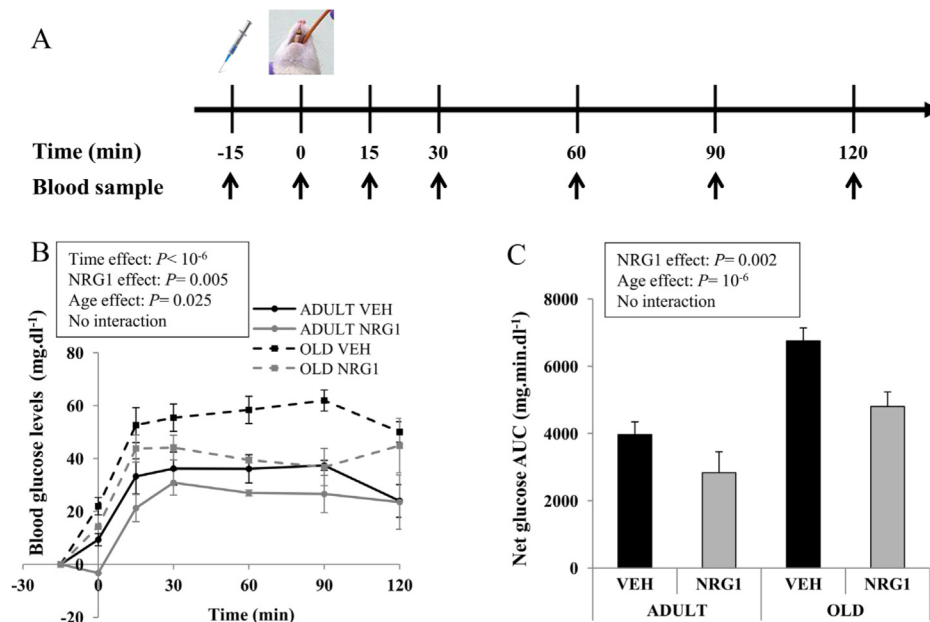 A
Time (min) -15 0 15 30 60 90 120
Blood sample
B
Time effect: P< 10⁻⁶
NRG1 effect: P= 0.005
Age effect: P= 0.025
No interaction
ADULT VEH
ADULT NRG1
OLD VEH
OLD NRG1
Blood glucose levels (mg.dl⁻¹)
80
60
40
20
0
-20
-30 0 30 60 90 120
Time (min)
C
NRG1 effect: P= 0.002
Age effect: P= 10⁻⁶
No interaction
Net glucose AUC (mg.min.dl⁻¹)
8000
6000
4000
2000
0
VEH NRG1 VEH NRG1
ADULT OLD